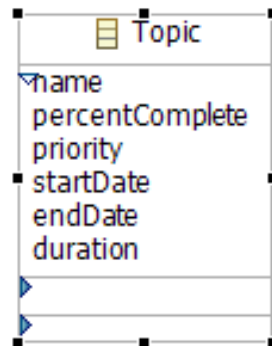 Topic
name
percentComplete
priority
startDate
endDate
duration